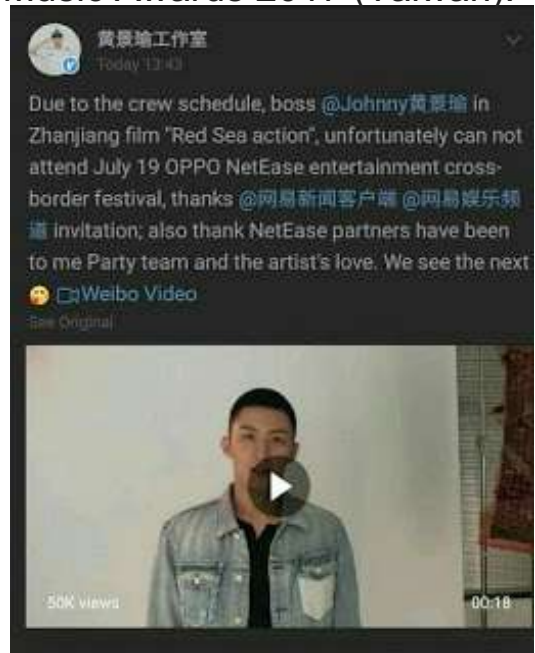 Music Awards 2017 (Taiwan).
黄景瑜工作室
Today 13:43
Due to the crew schedule, boss @Johnny黄景瑜 in
Zhanjiang film "Red Sea action", unfortunately can not
attend July 19 OPPO NetEase entertainment cross-
border festival, thanks @网易新闻客户端 @网易娱乐频
道 invitation; also thank NetEase partners have been
to me Party team and the artist's love. We see the next
Weibo Video
See Original
50K views
00:18